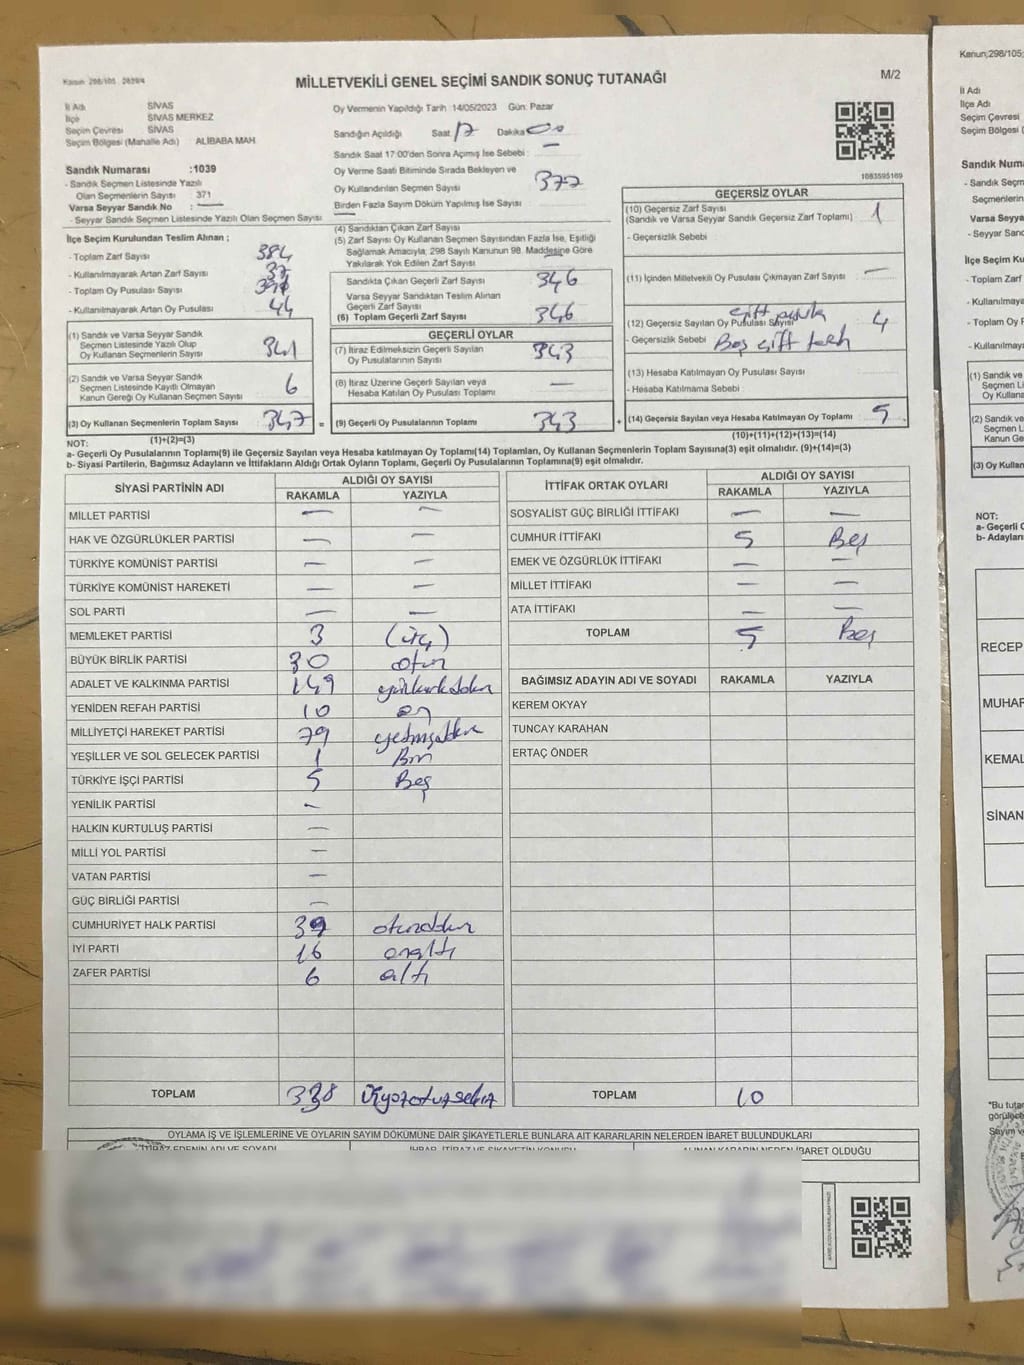 Kanun 298/105
MİLLETVEKİLİ GENEL SEÇİMİ SANDIK SONUÇ TUTANAĞI
M/2
İl Adı SİVAS
İlçe SİVAS MERKEZ
Seçim Çevresi SİVAS
Seçim Bölgesi (Mahalle Adı) ALİBABA MAH
Sandık Numarası :1039
- Sandık Seçmen Listesinde Yazılı
Olan Seçmenlerin Sayısı : 371
Varsa Seyyar Sandık No :
- Seyyar Sandık Seçmen Listesinde Yazılı Olan Seçmen Sayısı
Oy Vermenin Yapıldığı Tarih :14/05/2023 Gün: Pazar
Sandığın Açıldığı Saat 17 Dakika 00
Sandık Saat 17:00'den Sonra Açımış İse Sebebi : —
Oy Verme Saati Bitiminde Sırada Bekleyen ve
Oy Kullandırılan Seçmen Sayısı 377
Birden Fazla Sayım Döküm Yapılmış İse Sayısı
1083595169
İlçe Seçim Kurulundan Teslim Alınan ;
- Toplam Zarf Sayısı 384
- Kullanılmayarak Artan Zarf Sayısı 37
- Toplam Oy Pusulası Sayısı
- Kullanılmayarak Artan Oy Pusulası 44
(1) Sandık ve Varsa Seyyar Sandık
Seçmen Listesinde Yazılı Olup
Oy Kullanan Seçmenlerin Sayısı 341
(2) Sandık ve Varsa Seyyar Sandık
Seçmen Listesinde Kayıtlı Olmayan
Kanun Gereği Oy Kullanan Seçmen Sayısı 6
(3) Oy Kullanan Seçmenlerin Toplam Sayısı 347 =
(1)+(2)=(3)
(4) Sandıktan Çıkan Zarf Sayısı
(5) Zarf Sayısı Oy Kullanan Seçmen Sayısından Fazla İse, Eşitliği
Sağlamak Amacıyla, 298 Sayılı Kanunun 98. Maddesine Göre
Yakılarak Yok Edilen Zarf Sayısı
Sandıkta Çıkan Geçerli Zarf Sayısı 346
Varsa Seyyar Sandıktan Teslim Alınan
Geçerli Zarf Sayısı
(6) Toplam Geçerli Zarf Sayısı 346
GEÇERLİ OYLAR
(7) İtiraz Edilmeksizin Geçerli Sayılan
Oy Pusulalarının Sayısı 343
(8) İtiraz Üzerine Geçerli Sayılan veya
Hesaba Katılan Oy Pusulası Toplamı —
(9) Geçerli Oy Pusulalarının Toplamı 343 +
GEÇERSİZ OYLAR
(10) Geçersiz Zarf Sayısı
(Sandık ve Varsa Seyyar Sandık Geçersiz Zarf Toplamı) 1
- Geçersizlik Sebebi
(11) İçinden Milletvekili Oy Pusulası Çıkmayan Zarf Sayısı —
(12) Geçersiz Sayılan Oy Pusulası Sayısı 4
- Geçersizlik Sebebi Boş çift
(13) Hesaba Katılmayan Oy Pusulası Sayısı
- Hesaba Katılmama Sebebi
(14) Geçersiz Sayılan veya Hesaba Katılmayan Oy Toplamı 5
(10)+(11)+(12)+(13)=(14)
NOT:
a- Geçerli Oy Pusulalarının Toplamı(9) ile Geçersiz Sayılan veya Hesaba katılmayan Oy Toplamı(14) Toplamları, Oy Kullanan Seçmenlerin Toplam Sayısına(3) eşit olmalıdır. (9)+(14)=(3)
b- Siyasi Partilerin, Bağımsız Adayların ve İttifakların Aldığı Ortak Oyların Toplamı, Geçerli Oy Pusulalarının Toplamına(9) eşit olmalıdır.
SİYASİ PARTİNİN ADI ALDIĞI OY SAYISI
RAKAMLA YAZIYLA
MİLLET PARTİSİ — —
HAK VE ÖZGÜRLÜKLER PARTİSİ — —
TÜRKİYE KOMÜNİST PARTİSİ — —
TÜRKİYE KOMÜNİST HAREKETİ — —
SOL PARTİ — —
MEMLEKET PARTİSİ 3 (üç)
BÜYÜK BİRLİK PARTİSİ 30 otuz
ADALET VE KALKINMA PARTİSİ 149 yüzkırkdokuz
YENİDEN REFAH PARTİSİ 10 on
MİLLİYETÇİ HAREKET PARTİSİ 79 yetmişdokuz
YEŞİLLER VE SOL GELECEK PARTİSİ 1 Bir
TÜRKİYE İŞÇİ PARTİSİ 5 Beş
YENİLİK PARTİSİ —
HALKIN KURTULUŞ PARTİSİ —
MİLLİ YOL PARTİSİ —
VATAN PARTİSİ —
GÜÇ BİRLİĞİ PARTİSİ —
CUMHURİYET HALK PARTİSİ 39 otuzdokuz
İYİ PARTİ 16 onaltı
ZAFER PARTİSİ 6 altı
TOPLAM 338 üçyüzotuzsekiz
İTTİFAK ORTAK OYLARI ALDIĞI OY SAYISI
RAKAMLA YAZIYLA
SOSYALİST GÜÇ BİRLİĞİ İTTİFAKI — —
CUMHUR İTTİFAKI 5 Beş
EMEK VE ÖZGÜRLÜK İTTİFAKI — —
MİLLET İTTİFAKI — —
ATA İTTİFAKI — —
TOPLAM 5 Beş
BAĞIMSIZ ADAYIN ADI VE SOYADI RAKAMLA YAZIYLA
KEREM OKYAY
TUNCAY KARAHAN
ERTAÇ ÖNDER
TOPLAM 10
OYLAMA İŞ VE İŞLEMLERİNE VE OYLARIN SAYIM DÖKÜMÜNE DAİR ŞİKAYETLERLE BUNLARA AİT KARARLARIN NELERDEN İBARET BULUNDUKLARI
İTİRAZ EDENİN ADI VE SOYADI İHBAR, İTİRAZ VE ŞİKAYETİN KONUSU ALINAN KARARIN NEDEN İBARET OLDUĞU
Kanun;298/105;
İl Adı
İlçe Adı
Seçim Çevresi
Seçim Bölgesi
Sandık Num
- Sandık Seçm
Seçmenlerin
Varsa Seyya
- Seyyar Sand
İlçe Seçim Ku
- Toplam Zarf
- Kullanılmaya
- Toplam Oy P
- Kullanılmay
(1) Sandık ve
Seçmen Li
Oy Kullana
(2) Sandık ve
Seçmen L
Kanun Ge
(3) Oy Kullan
NOT:
a- Geçerli O
b- Adayların
RECEP
MUHAR
KEMAL
SİNAN
"Bu tuta
görülece